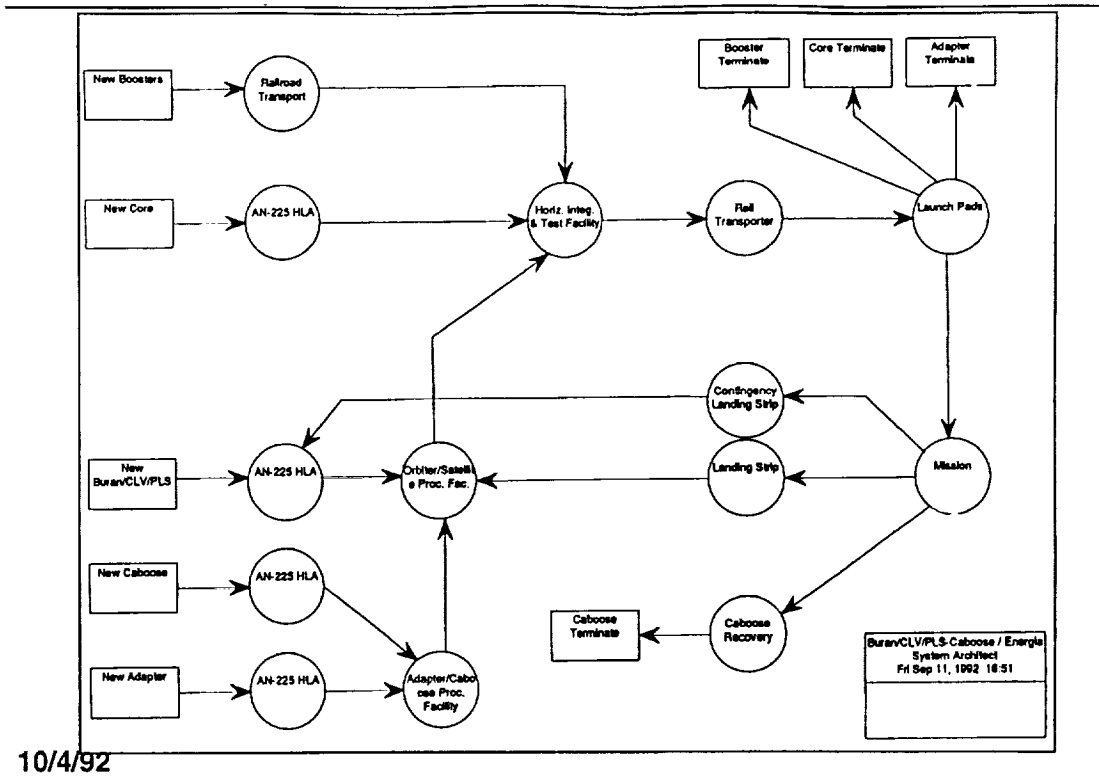 Booster
Terminate
Core Terminate
Adapter
Terminate
New Boosters
Railroad
Transport
New Core
AN-225 HLA
Horiz. Integ.
& Test Facility
Rail
Transporter
Launch Pads
Contingency
Landing Strip
New
Buran/CLV/PLS
AN-225 HLA
Orbiter/Satellit
e Proc. Fac.
Landing Strip
Mission
New Caboose
AN-225 HLA
Caboose
Terminate
Caboose
Recovery
New Adapter
AN-225 HLA
Adapter/Cabo
ose Proc.
Facility
Buran/CLV/PLS-Caboose / Energia
System Architect
Fri Sep 11, 1992 16:51
10/4/92